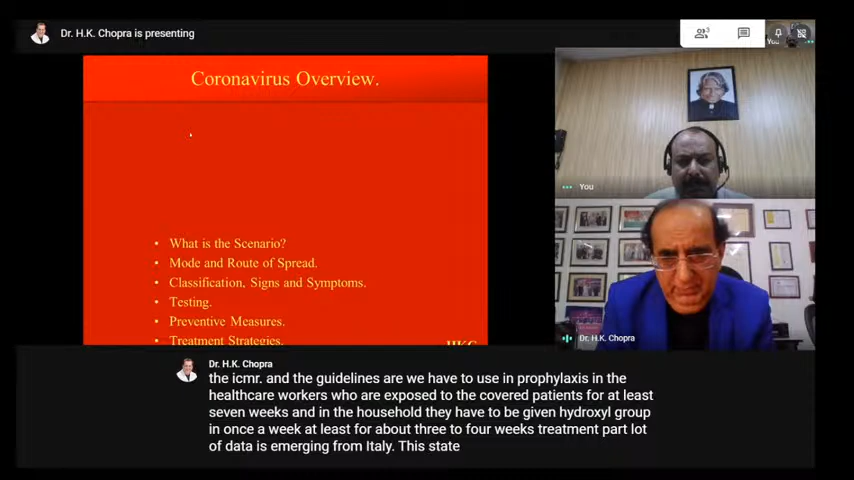 Dr. H.K. Chopra is presenting
3
You
Coronavirus Overview.
• What is the Scenario?
• Mode and Route of Spread.
• Classification, Signs and Symptoms.
• Testing.
• Preventive Measures.
• Treatment Strategies.
HKC
You
Dr. H.K. Chopra
Dr. H.K. Chopra
the icmr. and the guidelines are we have to use in prophylaxis in the
healthcare workers who are exposed to the covered patients for at least
seven weeks and in the household they have to be given hydroxyl group
in once a week at least for about three to four weeks treatment part lot
of data is emerging from Italy. This state